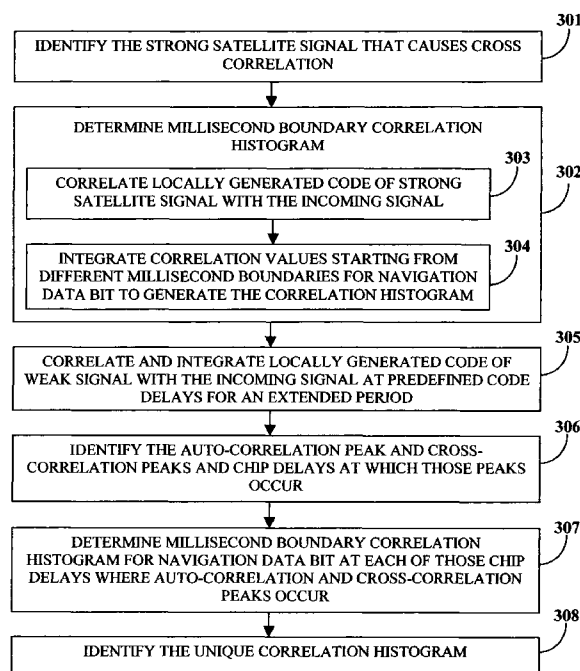 301
IDENTIFY THE STRONG SATELLITE SIGNAL THAT CAUSES CROSS
CORRELATION
DETERMINE MILLISECOND BOUNDARY CORRELATION
HISTOGRAM
302
303
CORRELATE LOCALLY GENERATED CODE OF STRONG
SATELLITE SIGNAL WITH THE INCOMING SIGNAL
304
INTEGRATE CORRELATION VALUES STARTING FROM
DIFFERENT MILLISECOND BOUNDARIES FOR NAVIGATION
DATA BIT TO GENERATE THE CORRELATION HISTOGRAM
305
CORRELATE AND INTEGRATE LOCALLY GENERATED CODE OF
WEAK SIGNAL WITH THE INCOMING SIGNAL AT PREDEFINED CODE
DELAYS FOR AN EXTENDED PERIOD
306
IDENTIFY THE AUTO-CORRELATION PEAK AND CROSS-
CORRELATION PEAKS AND CHIP DELAYS AT WHICH THOSE PEAKS
OCCUR
307
DETERMINE MILLISECOND BOUNDARY CORRELATION
HISTOGRAM FOR NAVIGATION DATA BIT AT EACH OF THOSE CHIP
DELAYS WHERE AUTO-CORRELATION AND CROSS-CORRELATION
PEAKS OCCUR
308
IDENTIFY THE UNIQUE CORRELATION HISTOGRAM